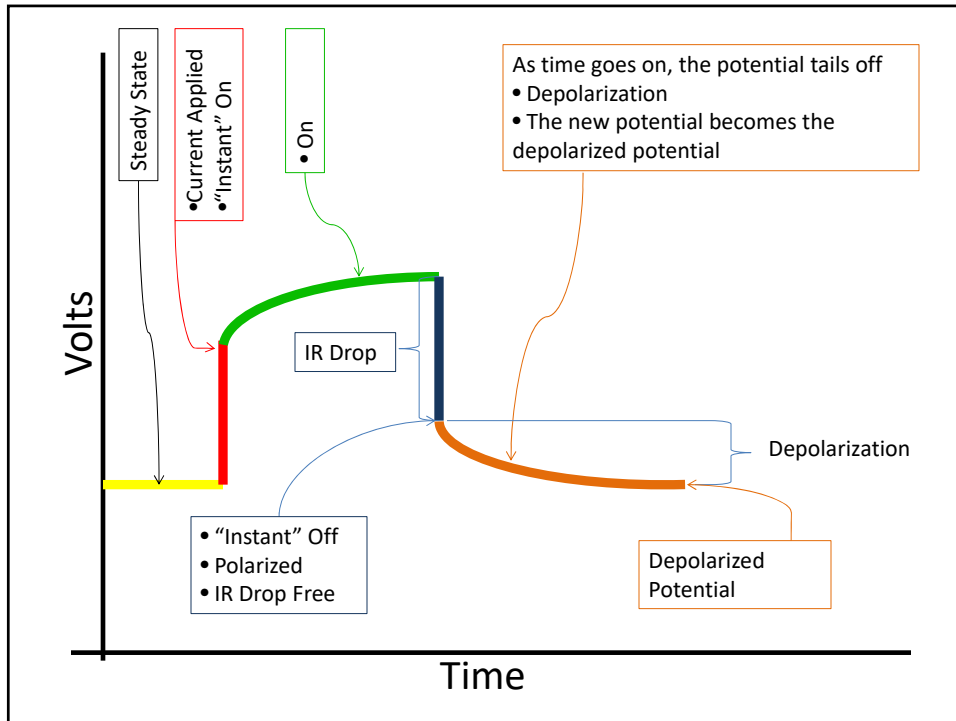 Steady State
•Current Applied
•“Instant” On
• On
As time goes on, the potential tails off
• Depolarization
• The new potential becomes the
depolarized potential
Volts
IR Drop
Depolarization
• “Instant” Off
• Polarized
• IR Drop Free
Depolarized
Potential
Time